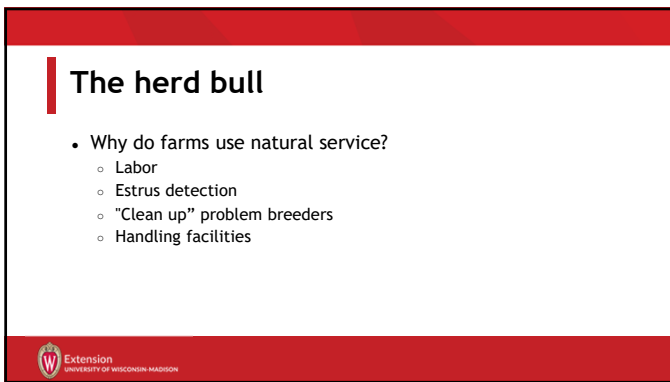 The herd bull
● Why do farms use natural service?
○ Labor
○ Estrus detection
○ "Clean up” problem breeders
○ Handling facilities
W
Extension
UNIVERSITY OF WISCONSIN-MADISON